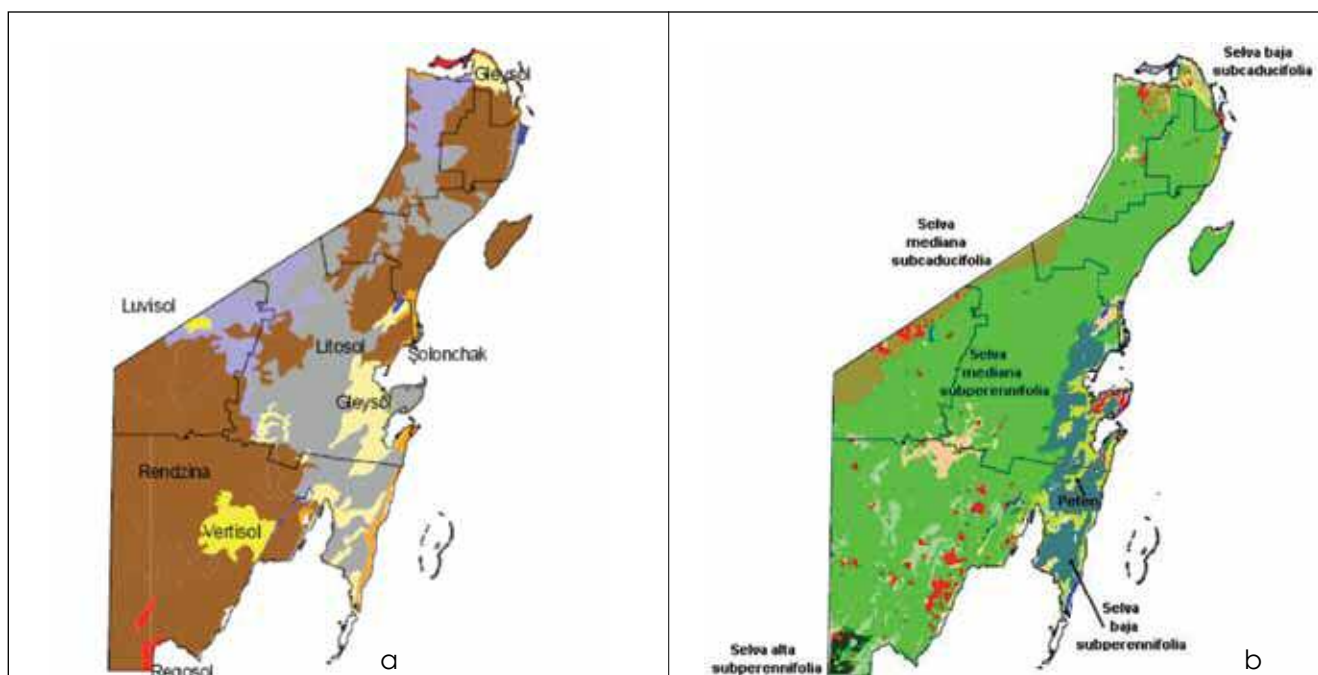 Gleysol
Luvisol
Litosol
Solonchak
Gleysol
Rendzina
Vertisol
Regosol
a
Selva baja
subcaducifolia
Selva
mediana
subcaducifolia
Selva
mediana
subperennifolia
Petén
Selva
baja
subperennifolia
Selva alta
subperennifolia
b